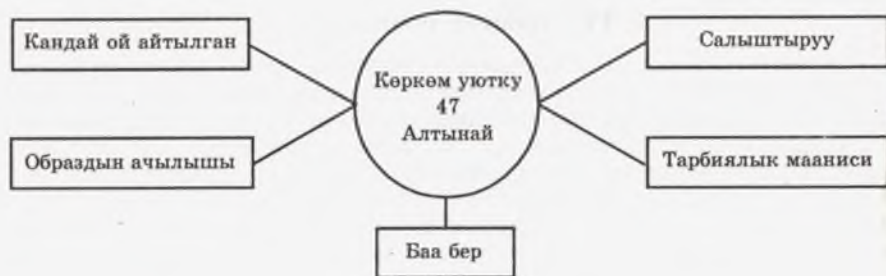 Кандай ой айтылган
Салыштыруу
Көркөм уютку
47
Алтынай
Образдын ачылышы
Тарбиялык мааниси
Баа бер